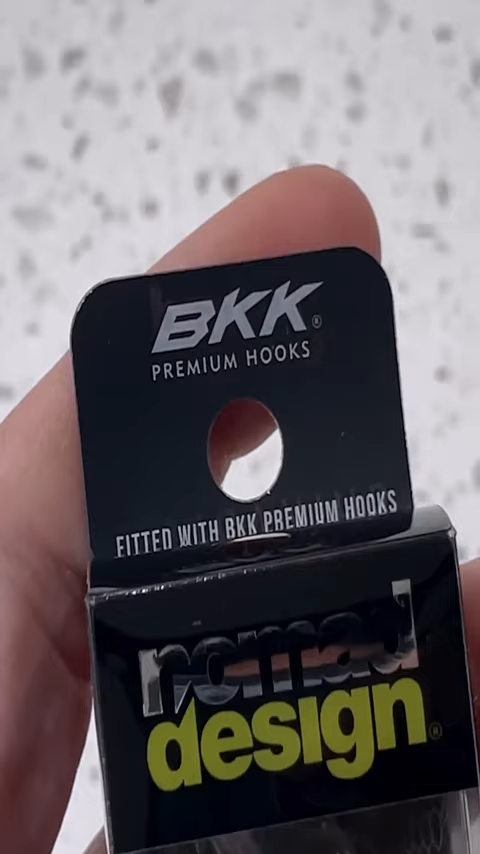 BKK®
PREMIUM HOOKS
FITTED WITH BKK PREMIUM HOOKS
nomad
design®